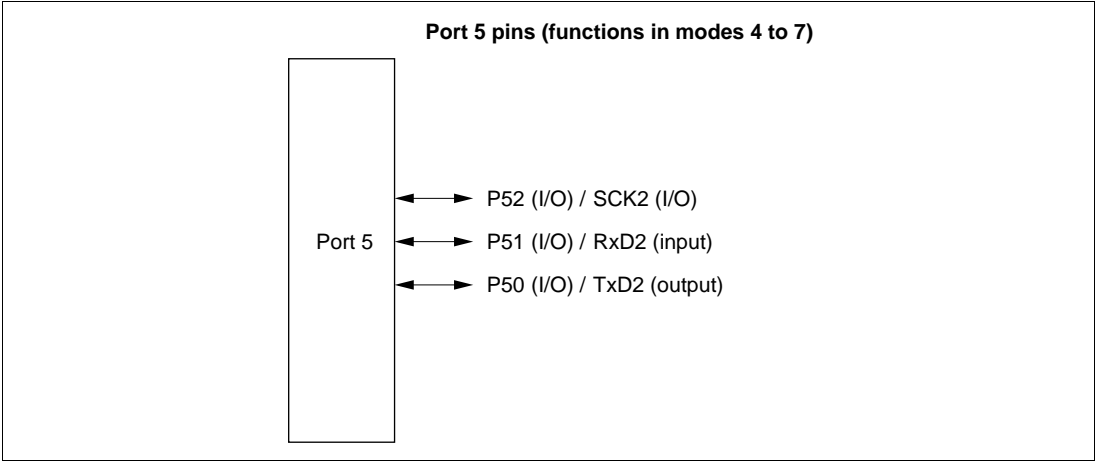 Port 5 pins (functions in modes 4 to 7)
P52 (I/O) / SCK2 (I/O)
Port 5
P51 (I/O) / RxD2 (input)
P50 (I/O) / TxD2 (output)